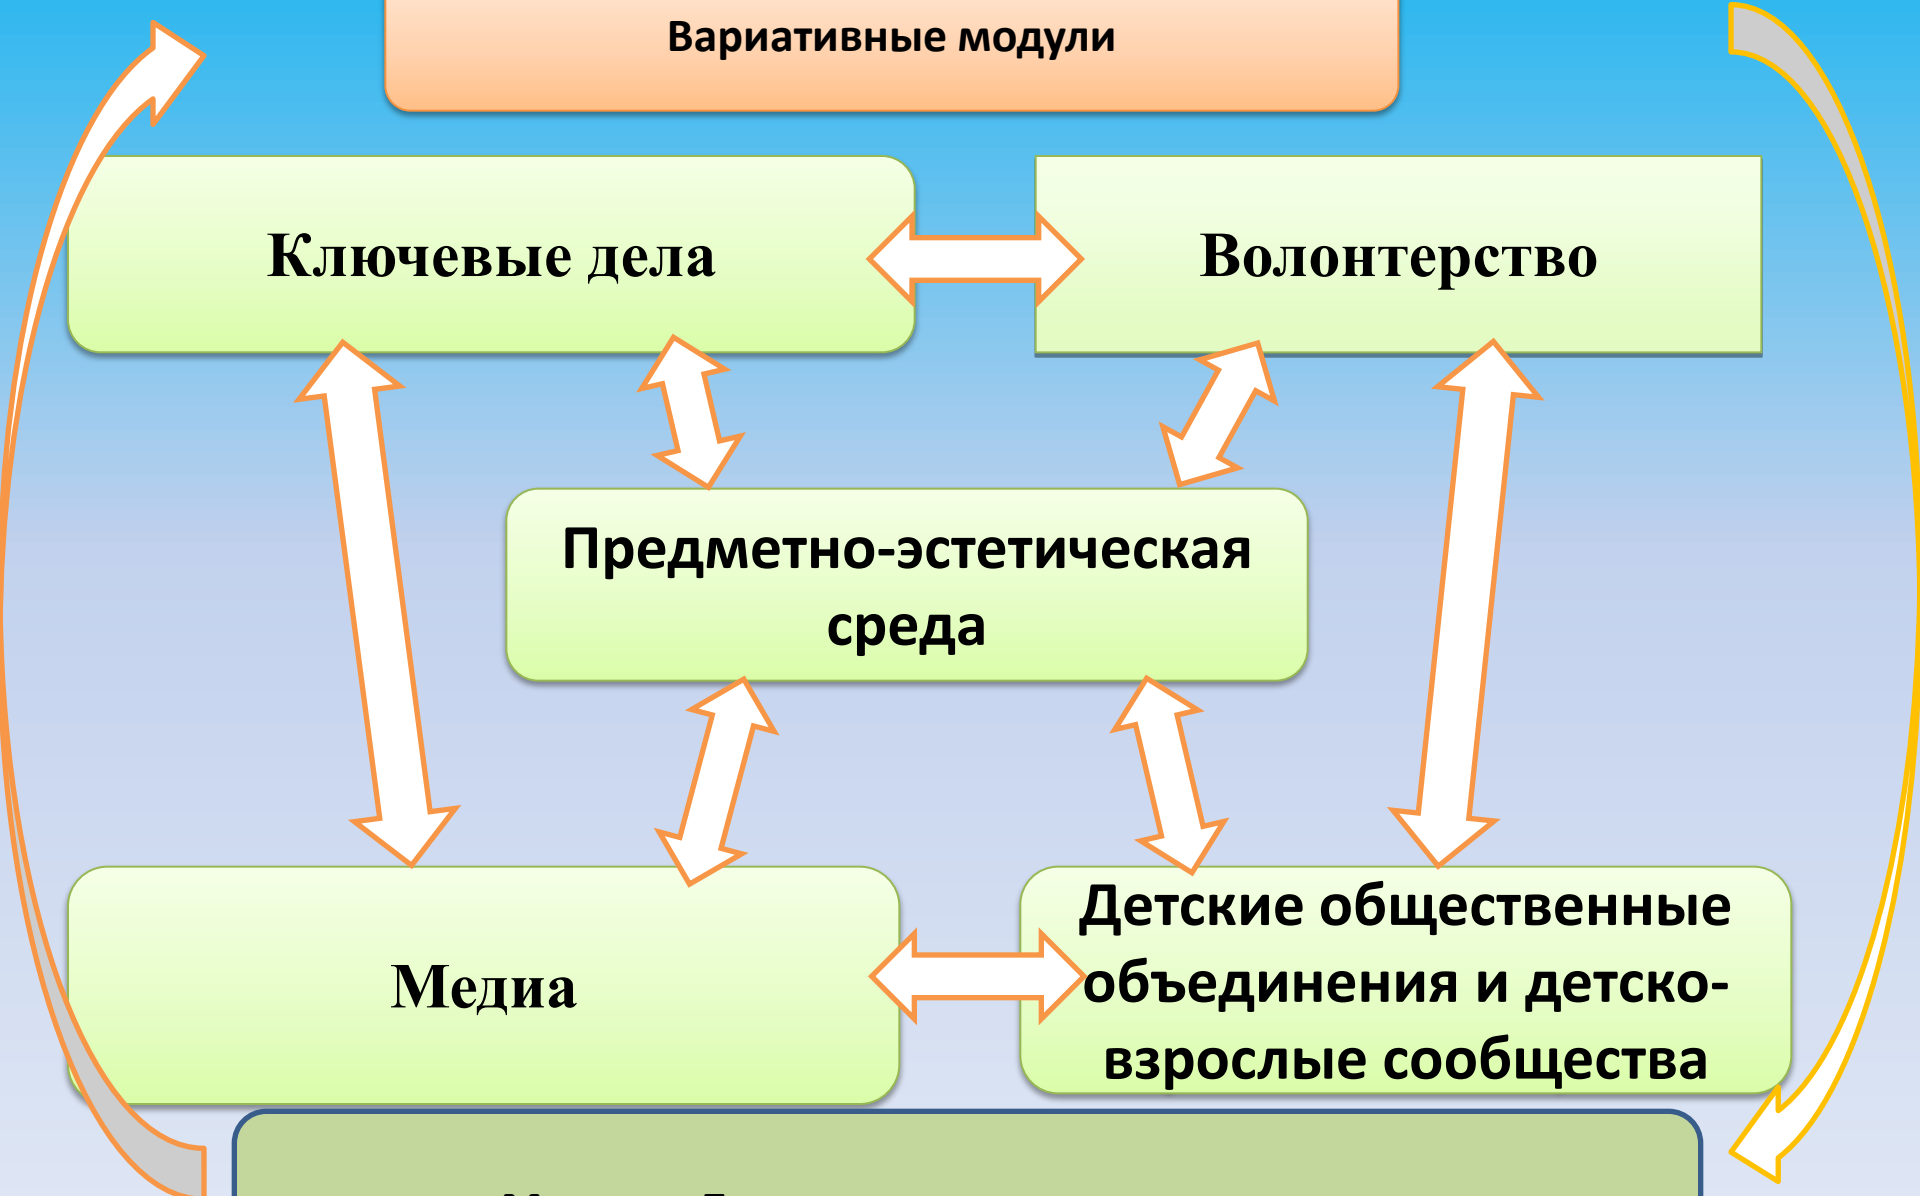 Вариативные модули
Ключевые дела
Волонтерство
Предметно-эстетическая
среда
Медиа
Детские общественные
объединения и детско-
взрослые сообщества